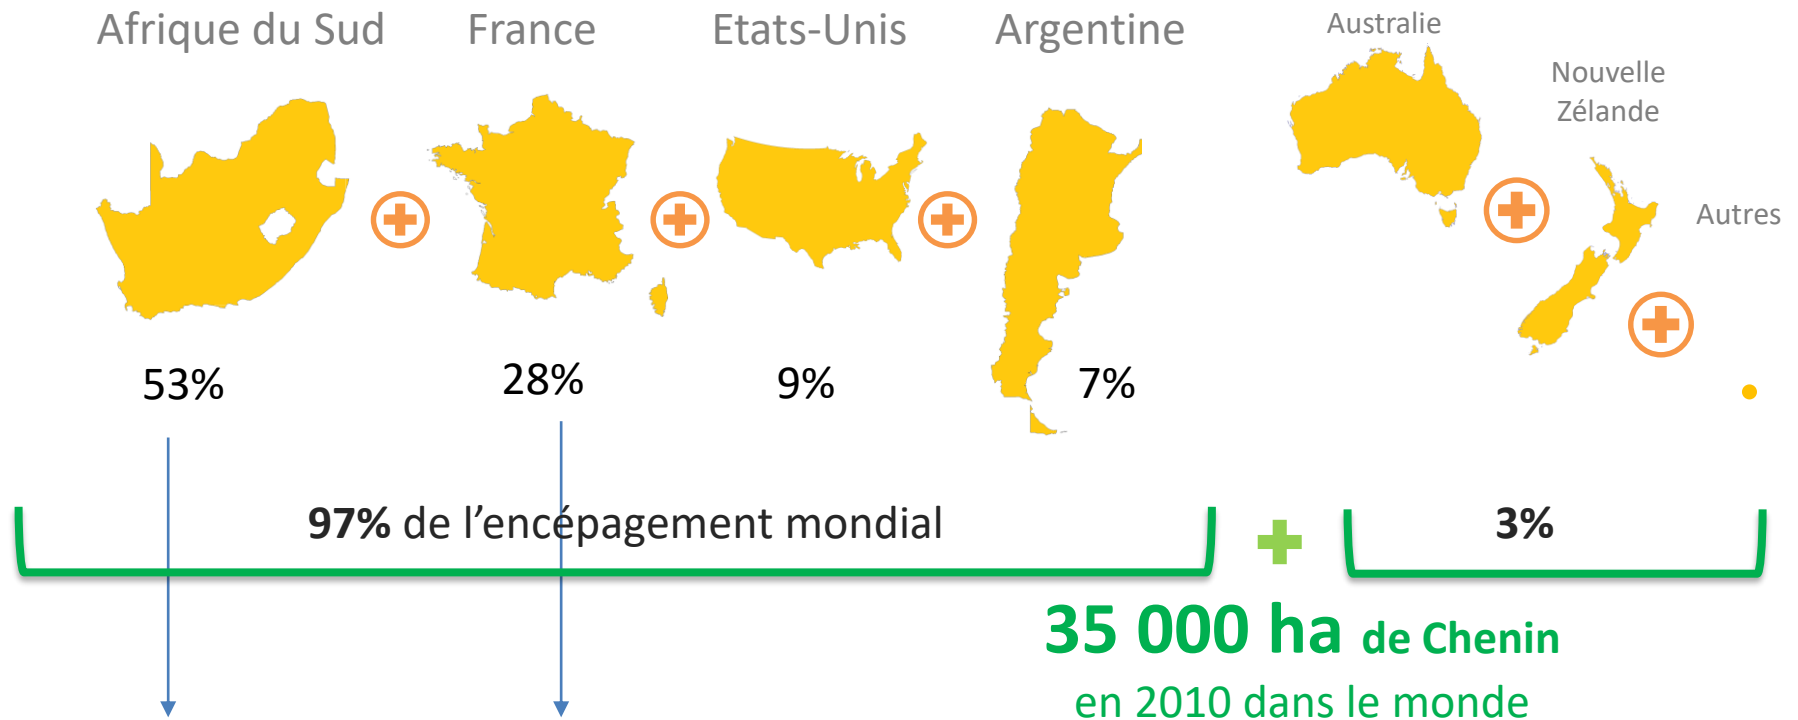 Afrique du Sud
France
Etats-Unis
Argentine
Australie
Nouvelle
Zélande
Autres
53%
28%
9%
7%
97% de l’encépagement mondial
3%
35 000 ha de Chenin
en 2010 dans le monde